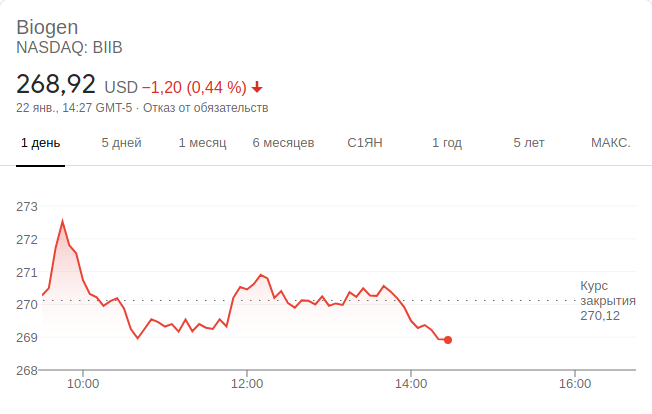 Biogen
NASDAQ: BIIB
268,92 USD −1,20 (0,44 %)
22 янв., 14:27 GMT-5 · Отказ от обязательств
1 день 5 дней 1 месяц 6 месяцев С1ЯН 1 год 5 лет МАКС.
273
272
271
270
269
268
Курс
закрытия
270,12
10:00 12:00 14:00 16:00